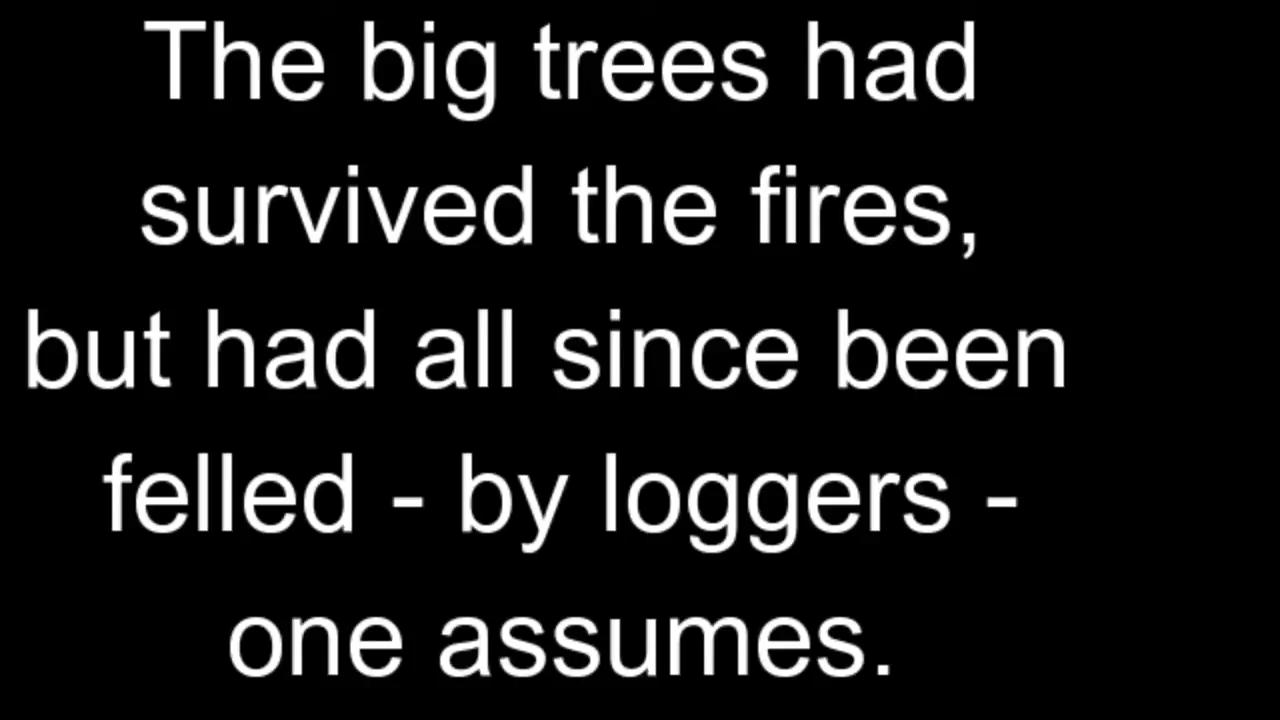 The big trees had
survived the fires,
but had all since been
felled - by loggers -
one assumes.